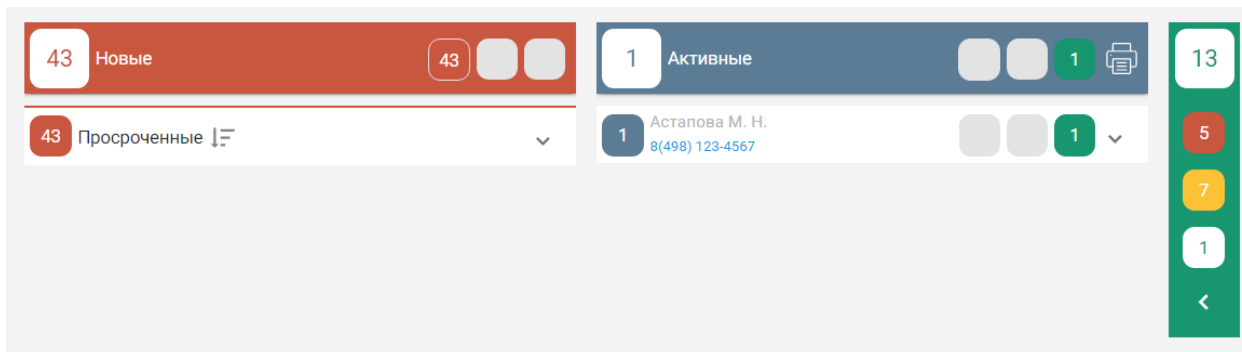 43 Новые 43
43 Просроченные
1 Активные 1
1 Астапова М. Н. 1
8(498) 123-4567
13
5
7
1